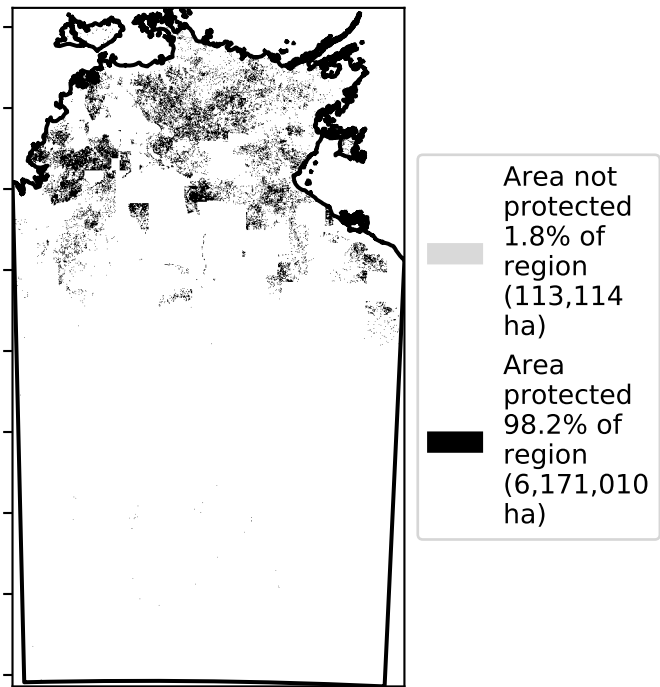 Area not
protected
1.8% of
region
(113,114
ha)
Area
protected
98.2% of
region
(6,171,010
ha)